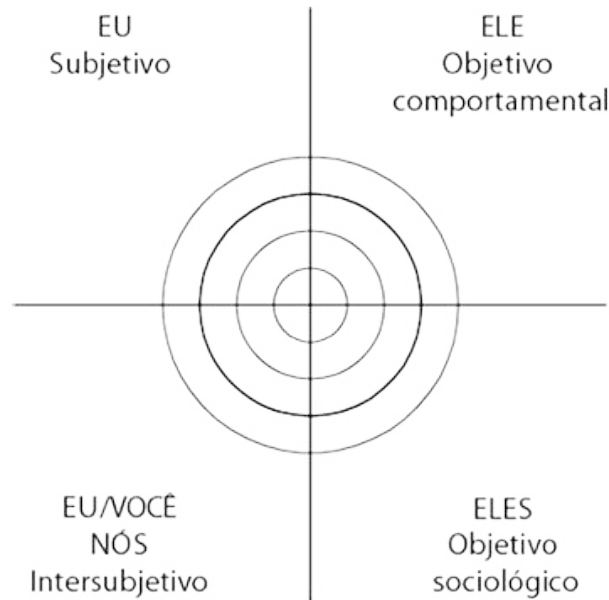 EU
Subjetivo
ELE
Objetivo
comportamental
EU/VOCÊ
NÓS
Intersubjetivo
ELES
Objetivo
sociológico